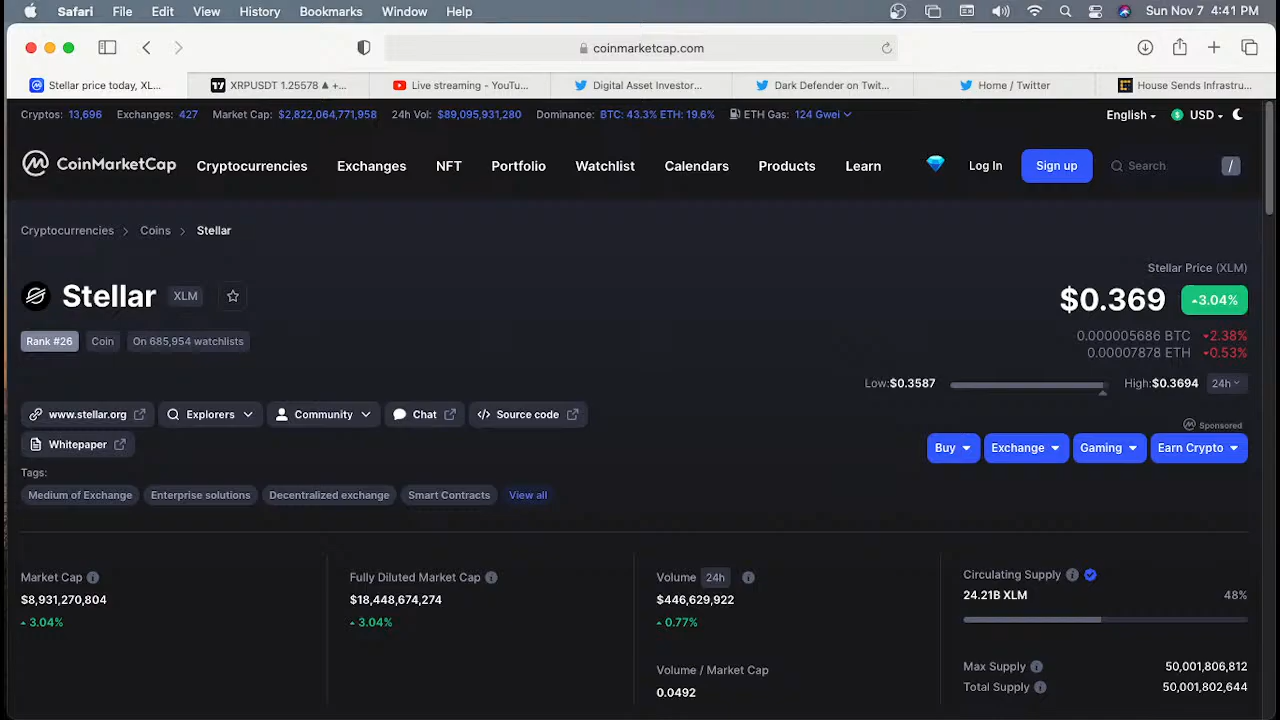 Safari File Edit View History Bookmarks Window Help Sun Nov 7 4:41 PM
coinmarketcap.com
Stellar price today, XL... XRPUSDT 1.25578 ▲ +... Live streaming - YouTu... Digital Asset Investor... Dark Defender on Twit... Home / Twitter House Sends Infrastru...
Cryptos: 13,696 Exchanges: 427 Market Cap: $2,822,064,771,958 24h Vol: $89,095,931,280 Dominance: BTC: 43.3% ETH: 19.6% ETH Gas: 124 Gwei English USD
CoinMarketCap Cryptocurrencies Exchanges NFT Portfolio Watchlist Calendars Products Learn Log In Sign up Search /
Cryptocurrencies > Coins > Stellar
Stellar Price (XLM)
Stellar XLM $0.369 3.04%
0.000005686 BTC 2.38%
Rank #26 Coin On 685,954 watchlists
0.00007878 ETH 0.53%
Low:$0.3587 High:$0.3694 24h
www.stellar.org Explorers Community Chat Source code
Sponsored
Whitepaper
Buy Exchange Gaming Earn Crypto
Tags:
Medium of Exchange Enterprise solutions Decentralized exchange Smart Contracts View all
Market Cap Fully Diluted Market Cap Volume 24h Circulating Supply
$8,931,270,804 $18,448,674,274 $446,629,922 24.21B XLM 48%
3.04% 3.04% 0.77%
Volume / Market Cap Max Supply 50,001,806,812
0.0492 Total Supply 50,001,802,644